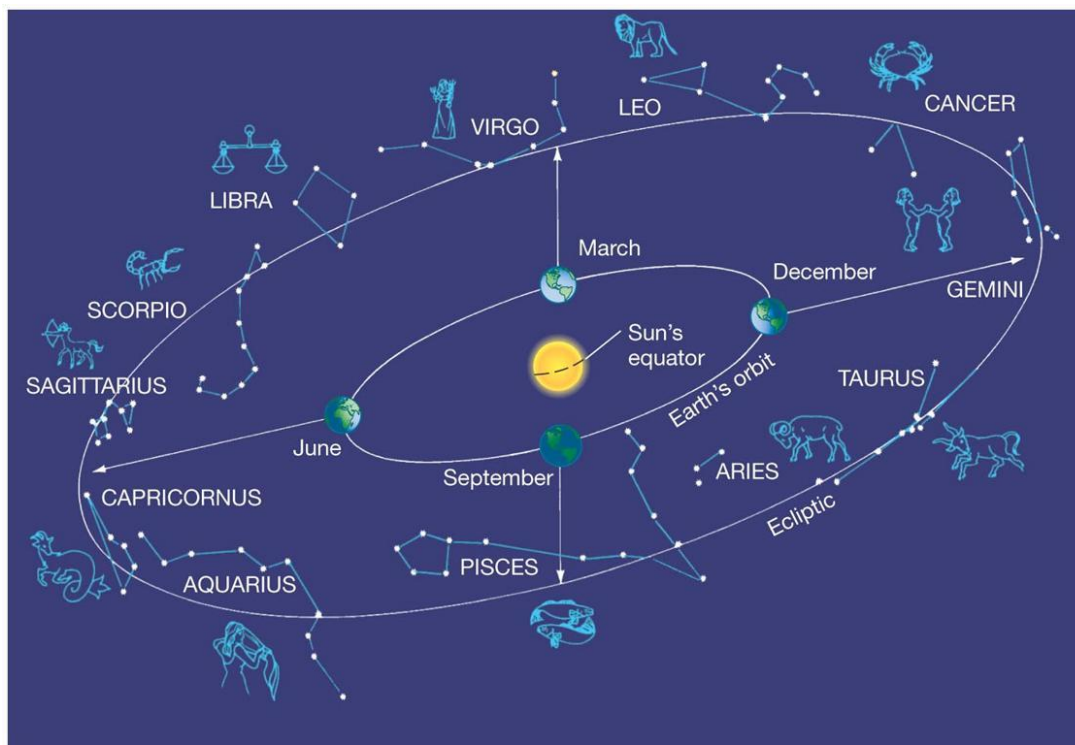 LEO
CANCER
VIRGO
LIBRA
March
December
GEMINI
SCORPIO
Sun's
equator
SAGITTARIUS
TAURUS
Earth's orbit
June
September
ARIES
CAPRICORNUS
Ecliptic
PISCES
AQUARIUS